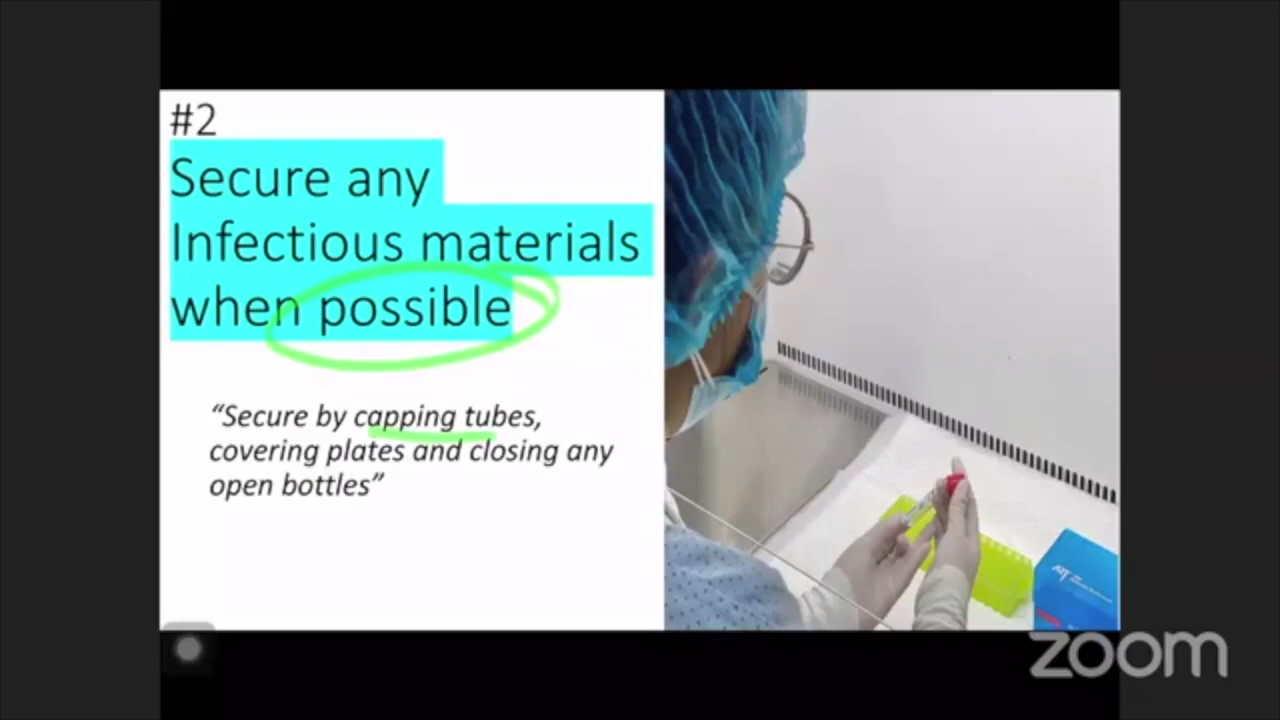 #2
Secure any
Infectious materials
when possible
“Secure by capping tubes,
covering plates and closing any
open bottles”
zoom